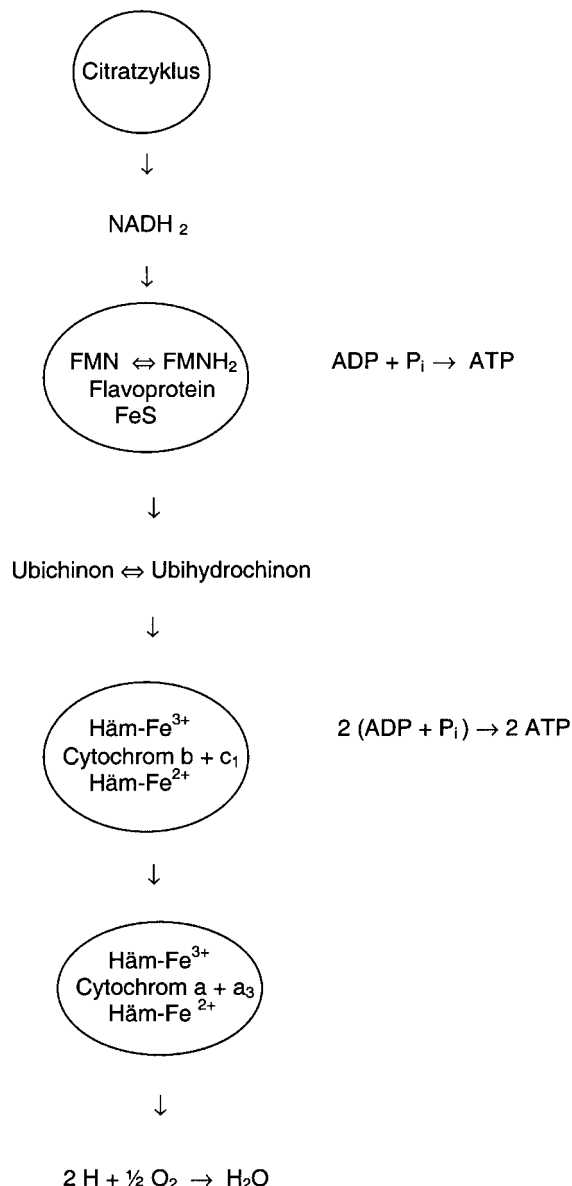 Citratzyklus
↓
NADH₂
↓
FMN ⇔ FMNH₂ ADP + Pᵢ → ATP
Flavoprotein
FeS
↓
Ubichinon ⇔ Ubihydrochinon
↓
Häm-Fe³⁺ 2 (ADP + Pᵢ) → 2 ATP
Cytochrom b + c₁
Häm-Fe²⁺
↓
Häm-Fe³⁺
Cytochrom a + a₃
Häm-Fe²⁺
↓
2 H + ½ O₂ → H₂O